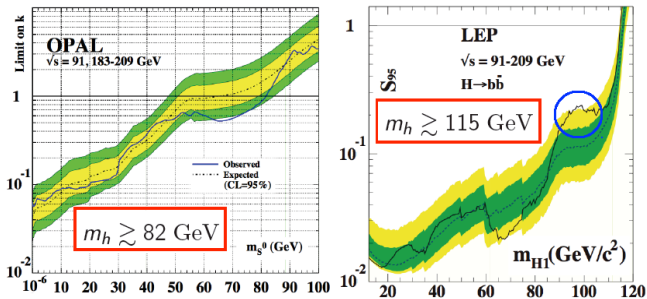 Limit on k
OPAL
√s = 91, 183-209 GeV
10
1
10⁻¹
10⁻²
Observed
Expected
(CL=95%)
m_h ≳ 82 GeV
m_S⁰ (GeV)
10⁻⁶ 10 20 30 40 50 60 70 80 90 100
S₉₅
LEP
√s = 91-209 GeV
H→bb̄
m_h ≳ 115 GeV
1
10⁻¹
10⁻²
m_H1(GeV/c²)
20 40 60 80 100 120